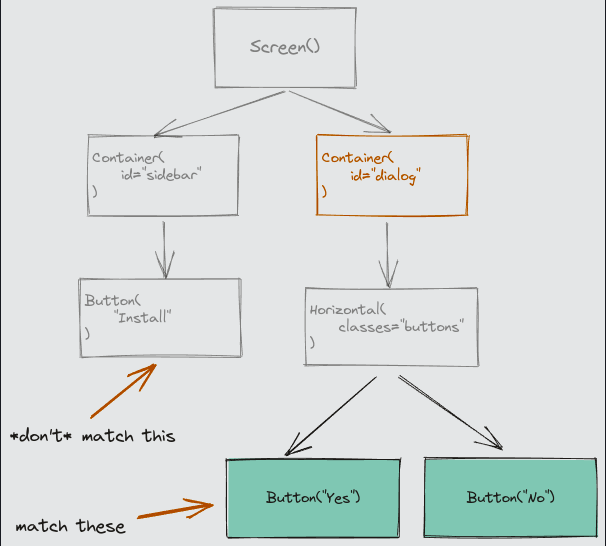 Screen()
Container(
id="sidebar"
)
Container(
id="dialog"
)
Button(
"Install"
)
Horizontal(
classes="buttons"
)
*don't* match this
Button("Yes")
Button("No")
match these